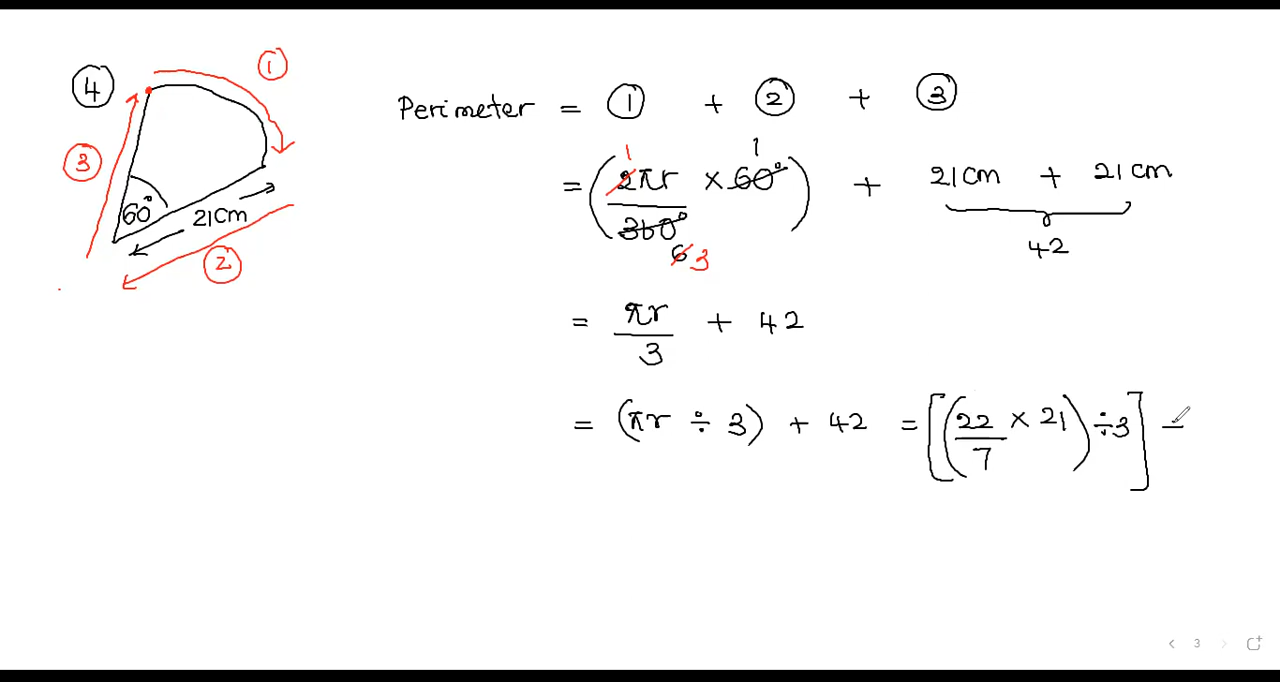 ④ ①
Perimeter = ① + ② + ③
③ 60° 21cm ②
= (2πr/360° × 60°) + 21cm + 21cm
1 1 6 3
42
= πr/3 + 42
= (πr ÷ 3) + 42 = [(22/7 × 21) ÷ 3] –
3